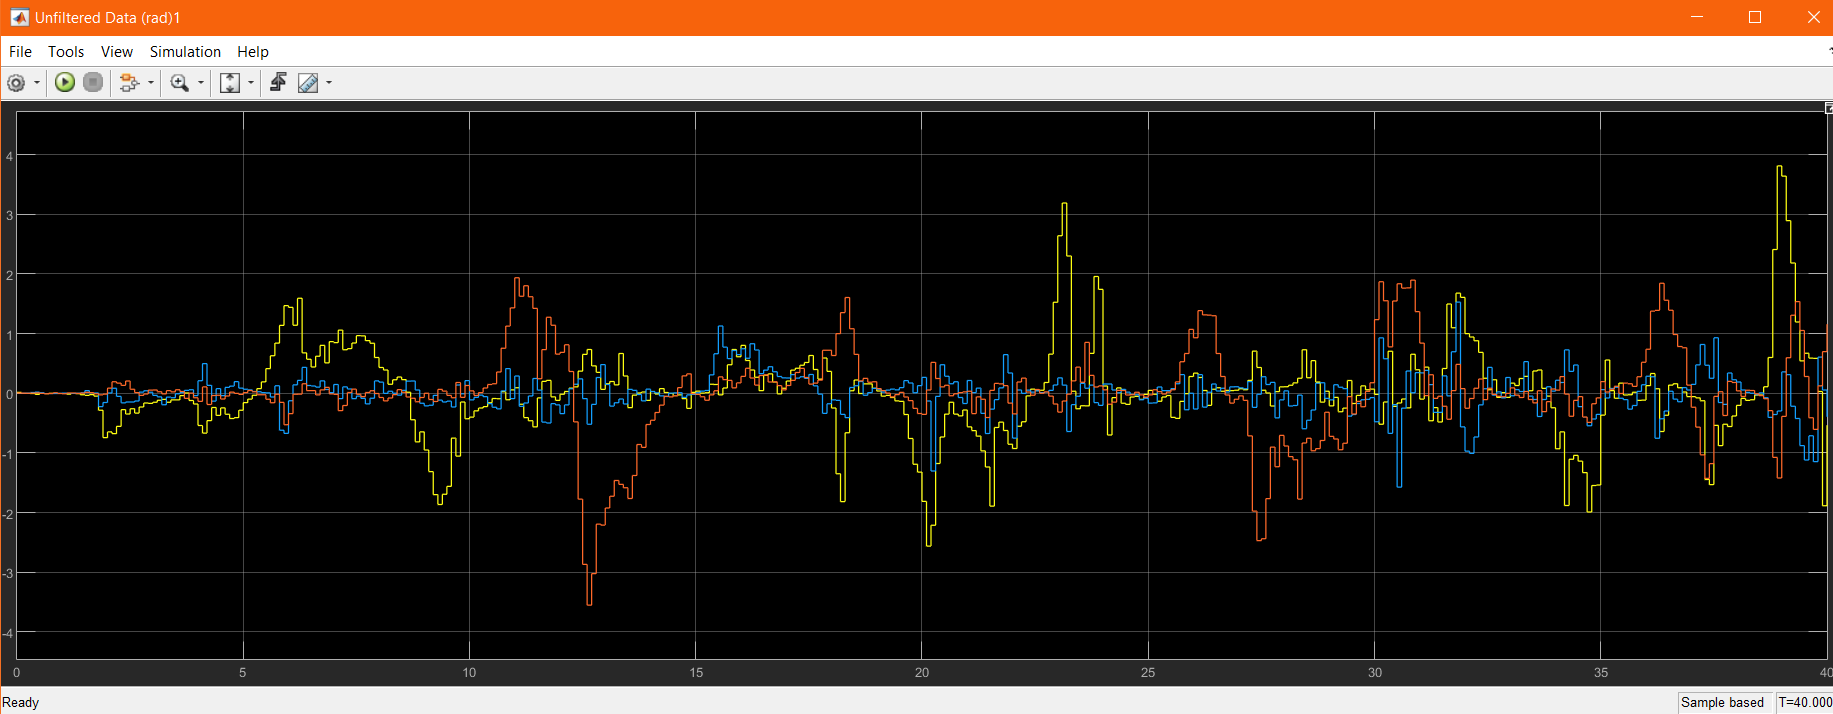 Unfiltered Data (rad)1
File Tools View Simulation Help
4
3
2
1
0
-1
-2
-3
-4
0 5 10 15 20 25 30 35 40
Ready Sample based T=40.000